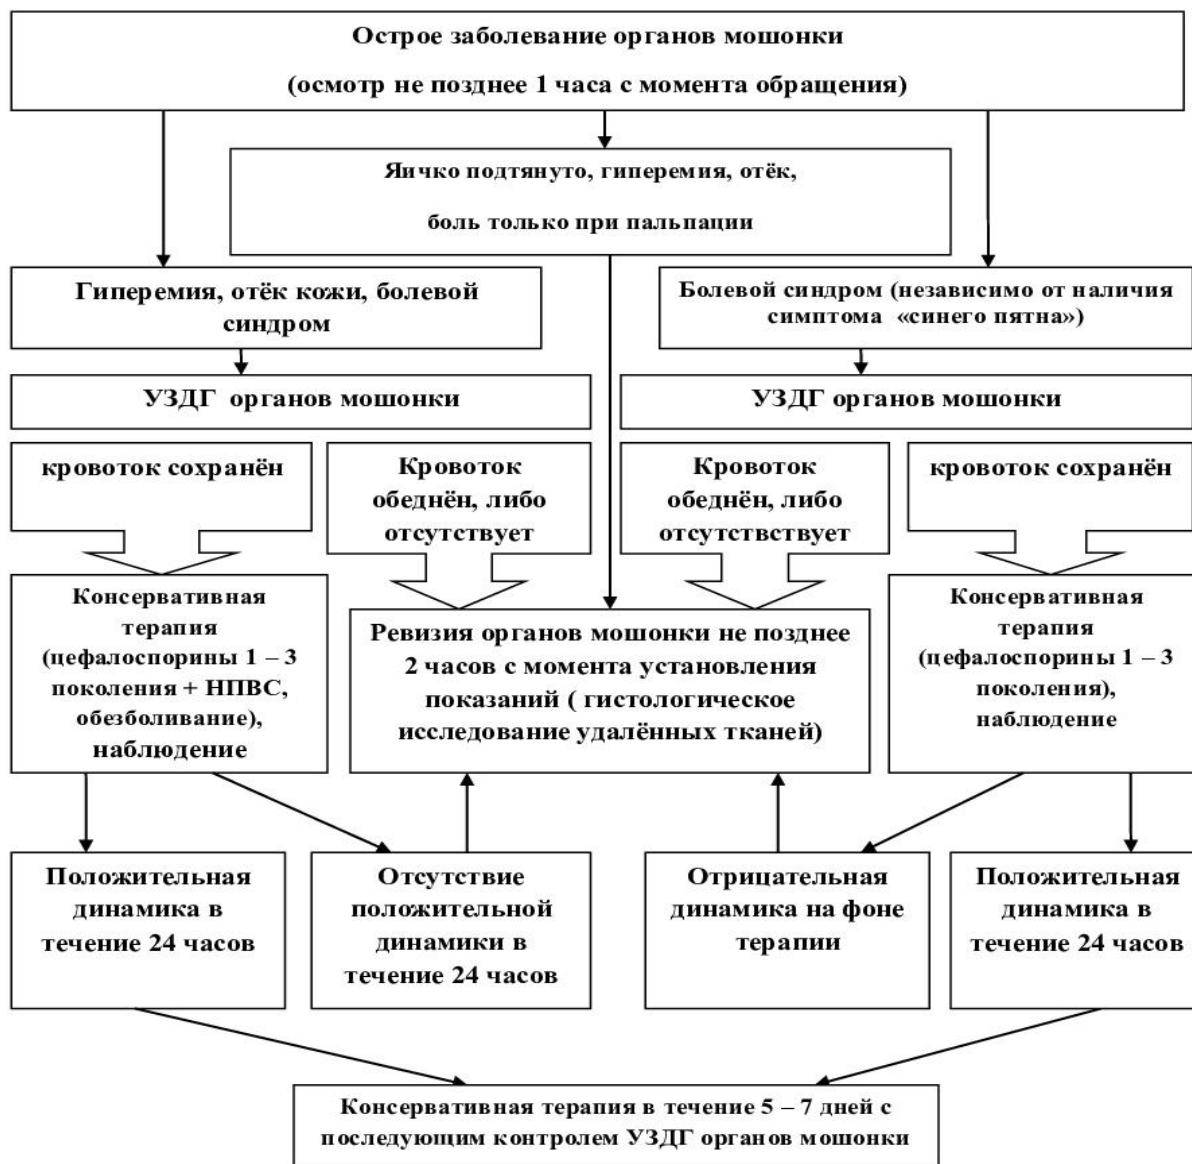 Острое заболевание органов мошонки
(осмотр не позднее 1 часа с момента обращения)
Яичко подтянуто, гиперемия, отёк,
боль только при пальпации
Гиперемия, отёк кожи, болевой
синдром
Болевой синдром (независимо от наличия
симптома «синего пятна»)
УЗДГ органов мошонки
УЗДГ органов мошонки
кровоток сохранён
Кровоток
обеднён, либо
отсутствует
Кровоток
обеднён, либо
отсутствствует
кровоток сохранён
Консервативная
терапия
(цефалоспорины 1 – 3
поколения + НПВС,
обезболивание),
наблюдение
Ревизия органов мошонки не позднее
2 часов с момента установления
показаний ( гистологическое
исследование удалённых тканей)
Консервативная
терапия
(цефалоспорины 1 – 3
поколения),
наблюдение
Положительная
динамика в
течение 24 часов
Отсутствие
положительной
динамики в
течение 24 часов
Отрицательная
динамика на фоне
терапии
Положительная
динамика в
течение 24 часов
Консервативная терапия в течение 5 – 7 дней с
последующим контролем УЗДГ органов мошонки